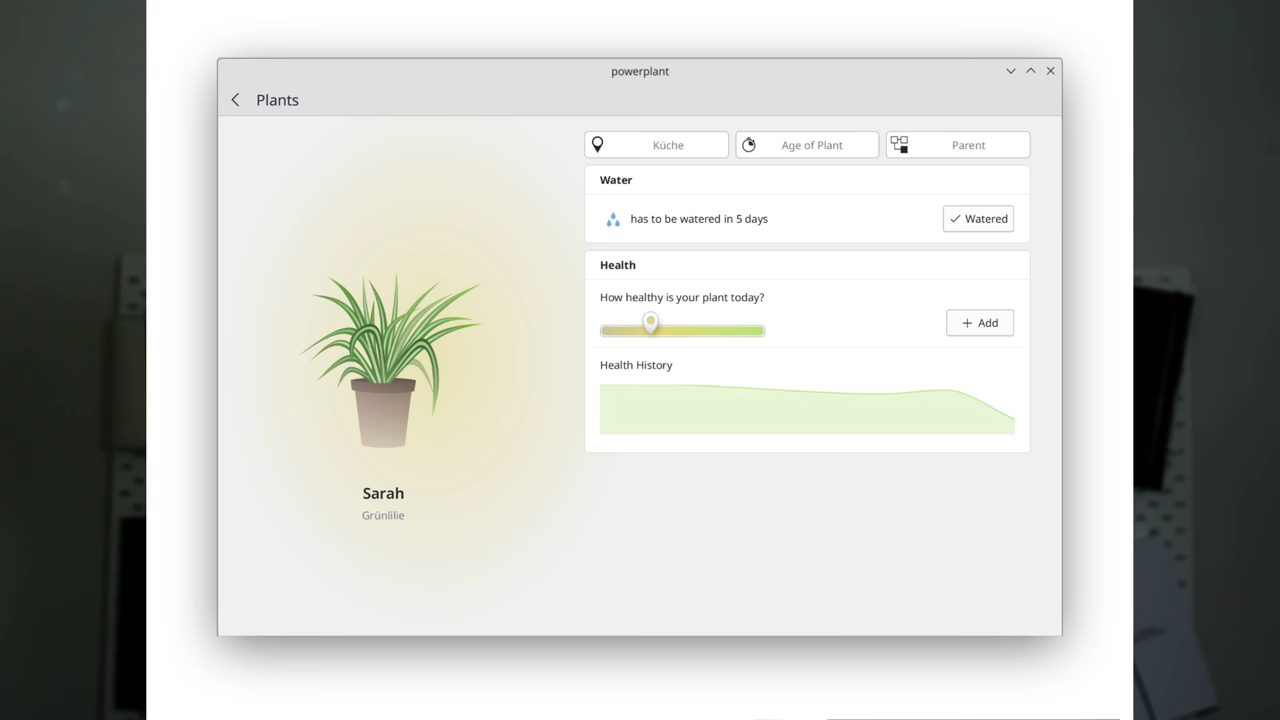 powerplant
Plants
Küche
Age of Plant
Parent
Water
has to be watered in 5 days
Watered
Health
How healthy is your plant today?
Add
Health History
Sarah
Grünlilie